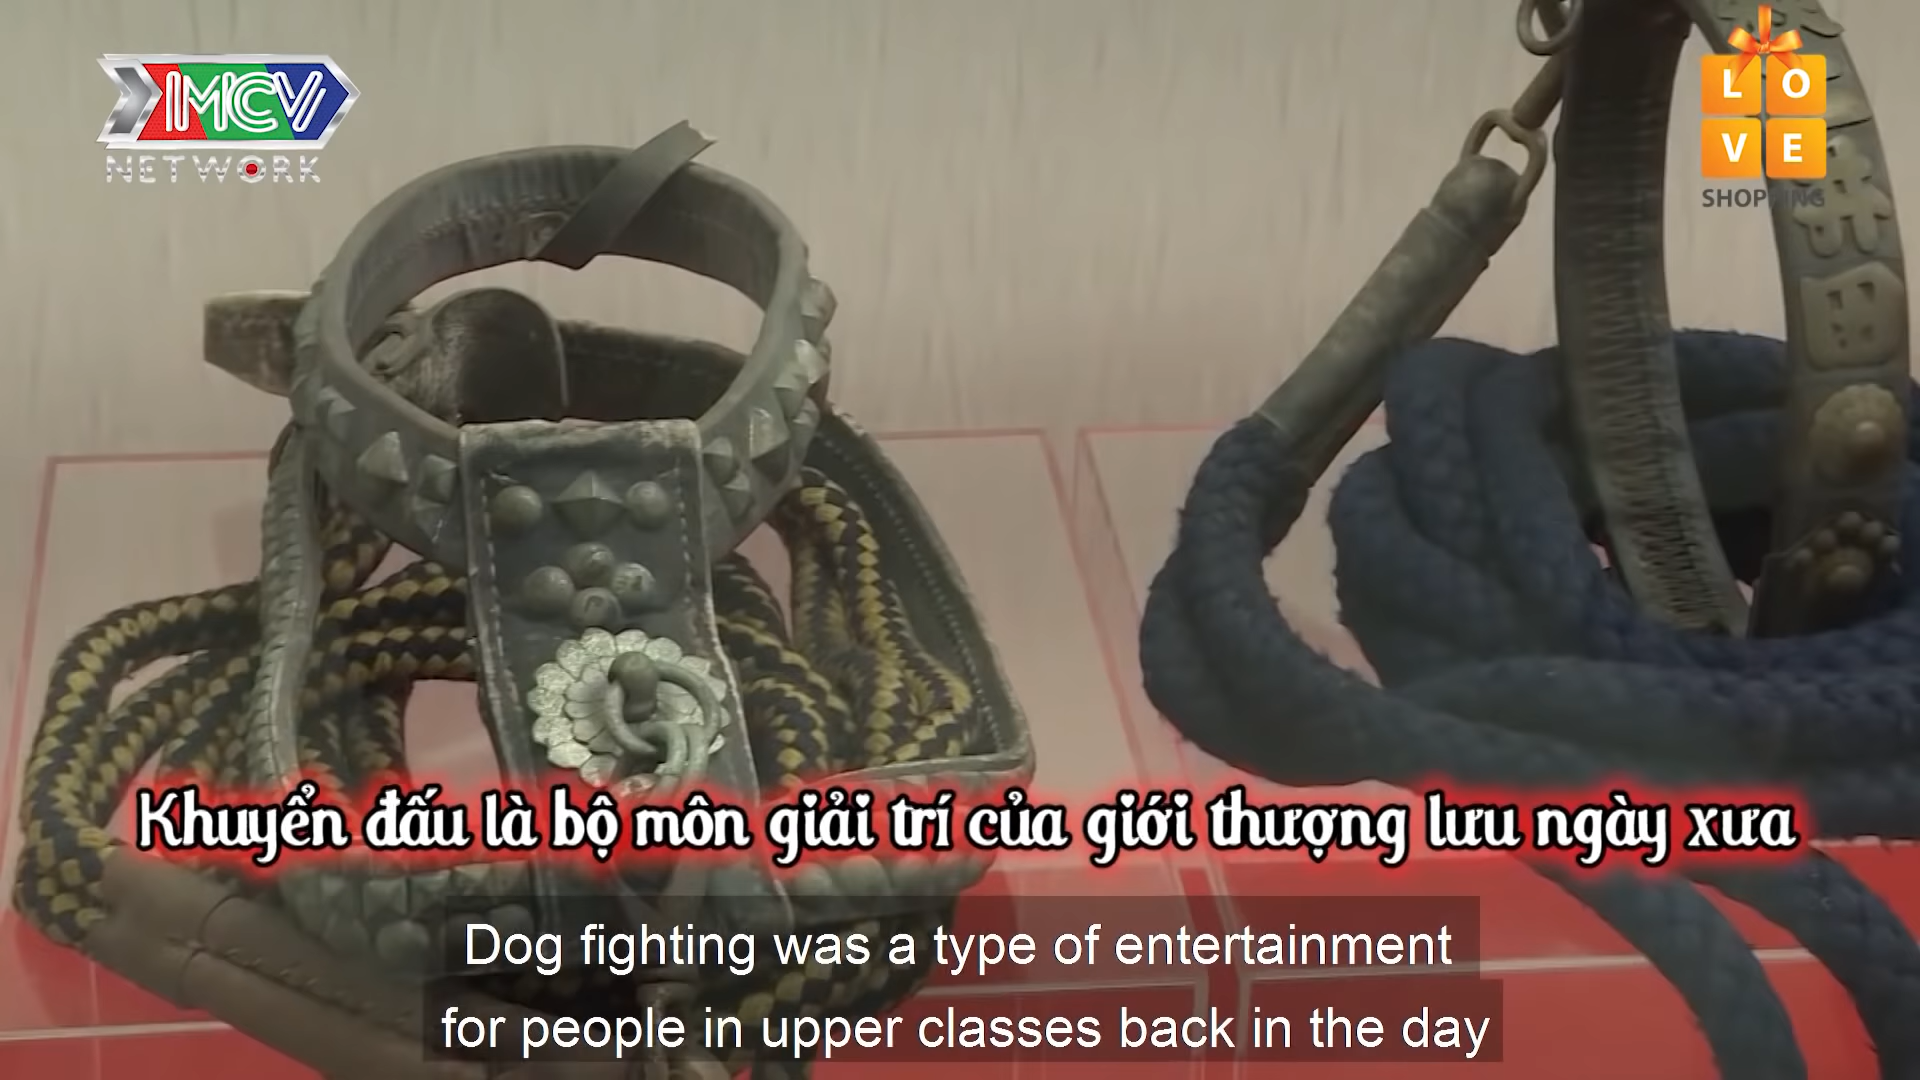 MCV
NETWORK
L O
V E
SHOPPING
Khuyển đấu là bộ môn giải trí của giới thượng lưu ngày xưa
Dog fighting was a type of entertainment
for people in upper classes back in the day